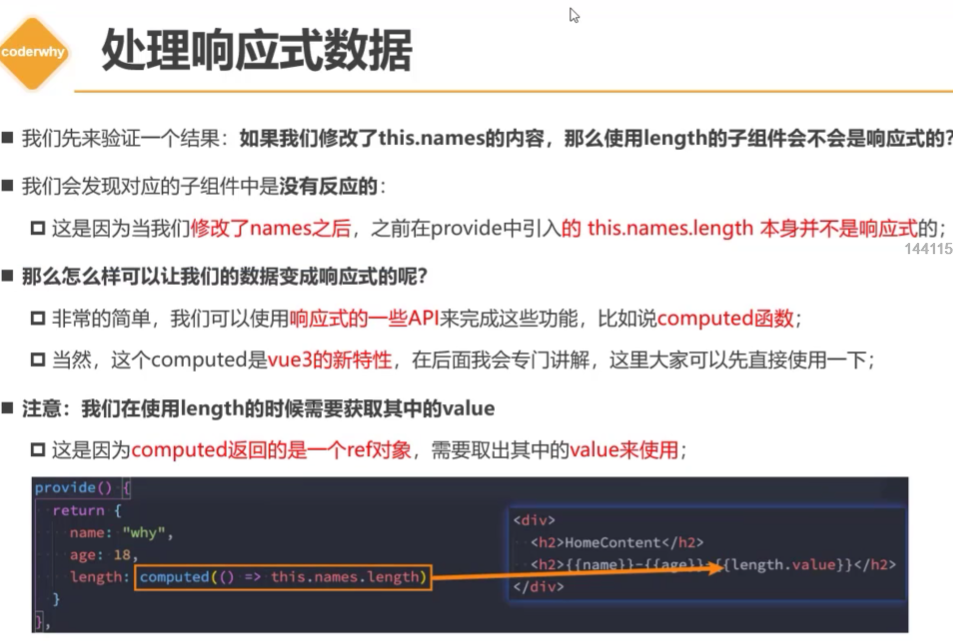 coderwhy
处理响应式数据
我们先来验证一个结果：如果我们修改了this.names的内容，那么使用length的子组件会不会是响应式的？
我们会发现对应的子组件中是没有反应的：
这是因为当我们修改了names之后，之前在provide中引入的 this.names.length 本身并不是响应式的；
144115
那么怎么样可以让我们的数据变成响应式的呢？
非常的简单，我们可以使用响应式的一些API来完成这些功能，比如说computed函数；
当然，这个computed是vue3的新特性，在后面我会专门讲解，这里大家可以先直接使用一下；
注意：我们在使用length的时候需要获取其中的value
这是因为computed返回的是一个ref对象，需要取出其中的value来使用；
provide() {
return {
name: "why",
age: 18,
length: computed(() => this.names.length)
}
},
<div>
<h2>HomeContent</h2>
<h2>{{name}}-{{age}}-{{length.value}}</h2>
</div>